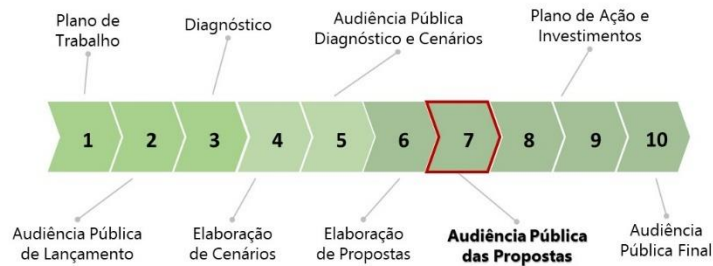 Plano de
Trabalho
Diagnóstico
Audiência Pública
Diagnóstico e Cenários
Plano de Ação e
Investimentos
1 2 3 4 5 6 7 8 9 10
Audiência Pública
de Lançamento
Elaboração
de Cenários
Elaboração
de Propostas
Audiência Pública
das Propostas
Audiência
Pública Final